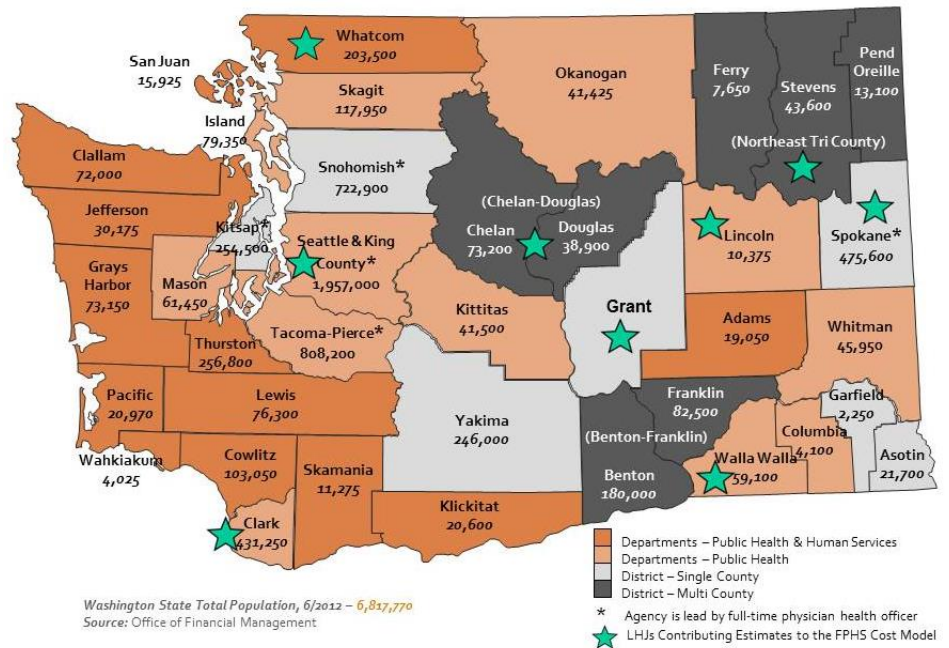 Whatcom
203,500
San Juan
15,925
Skagit
117,950
Island
79,350
Okanogan
41,425
Ferry
7,650
Stevens
43,600
Pend
Oreille
13,100
(Northeast Tri County)
Clallam
72,000
Snohomish*
722,900
Jefferson
30,175
Kitsap*
254,500
Seattle & King
County*
1,957,000
(Chelan-Douglas)
Chelan
73,200
Douglas
38,900
Lincoln
10,375
Spokane*
475,600
Grays
Harbor
73,150
Mason
61,450
Kittitas
41,500
Grant
Adams
19,050
Whitman
45,950
Thurston
256,800
Tacoma-Pierce*
808,200
Pacific
20,970
Lewis
76,300
Yakima
246,000
Franklin
82,500
(Benton-Franklin)
Benton
180,000
Garfield
2,250
Columbia
4,100
Walla Walla
59,100
Asotin
21,700
Wahkiakum
4,025
Cowlitz
103,050
Skamania
11,275
Klickitat
20,600
Clark
431,250
Departments – Public Health & Human Services
Departments – Public Health
District – Single County
District – Multi County
* Agency is lead by full-time physician health officer
LHJs Contributing Estimates to the FPHS Cost Model
Washington State Total Population, 6/2012 – 6,817,770
Source: Office of Financial Management